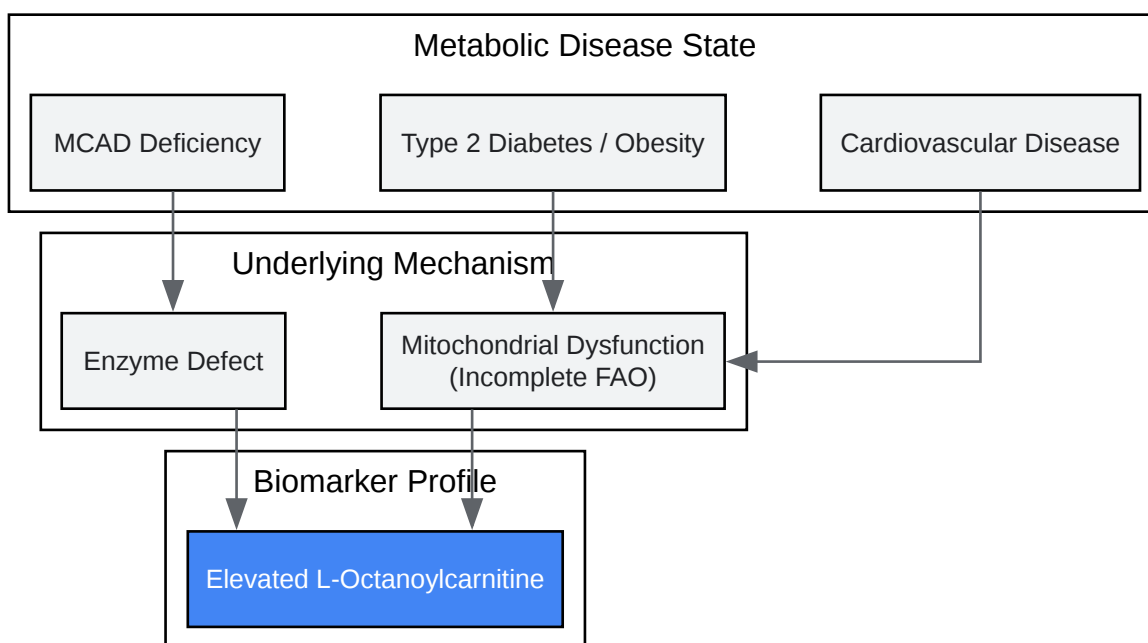 Metabolic Disease State
MCAD Deficiency
Type 2 Diabetes / Obesity
Cardiovascular Disease
Underlying Mechanism
Enzyme Defect
Mitochondrial Dysfunction
(Incomplete FAO)
Biomarker Profile
Elevated L-Octanoylcarnitine